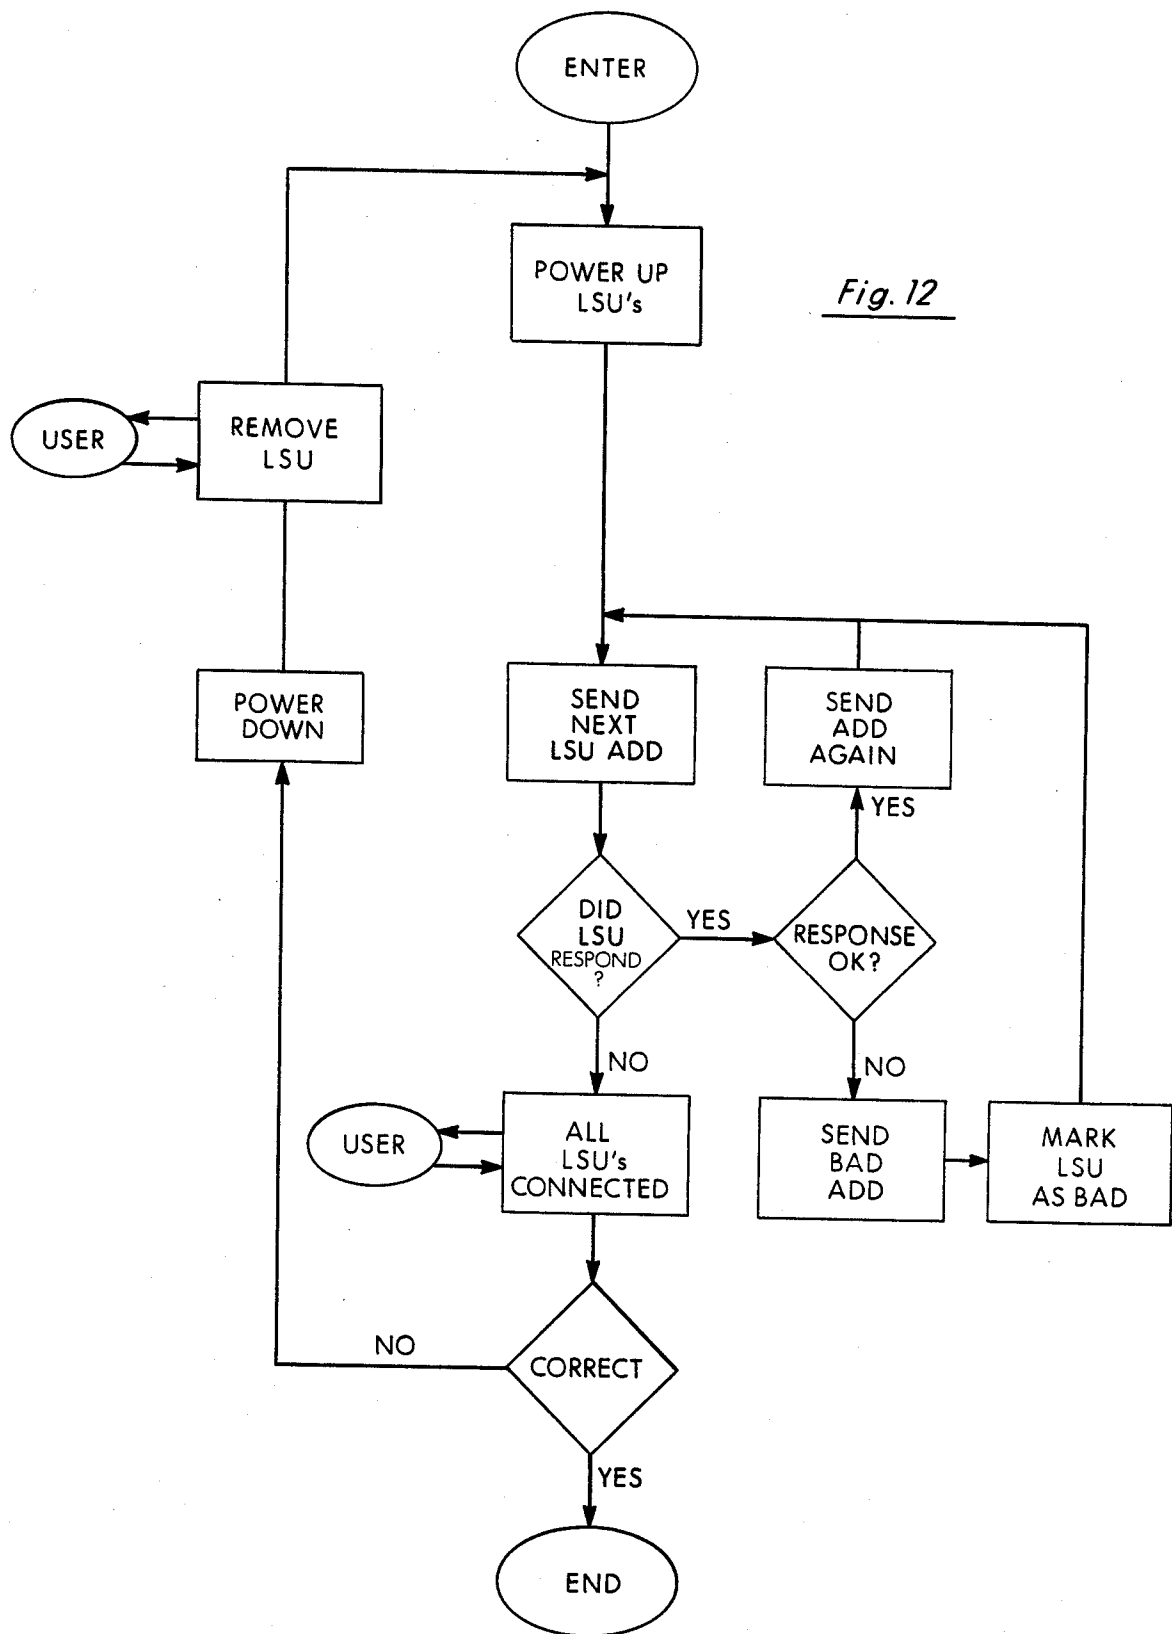 ENTER
POWER UP
LSU's
Fig. 12
USER
REMOVE
LSU
POWER
DOWN
SEND
NEXT
LSU ADD
SEND
ADD
AGAIN
YES
DID
LSU
RESPOND
?
YES
RESPONSE
OK?
NO
NO
USER
ALL
LSU's
CONNECTED
SEND
BAD
ADD
MARK
LSU
AS BAD
NO
CORRECT
YES
END